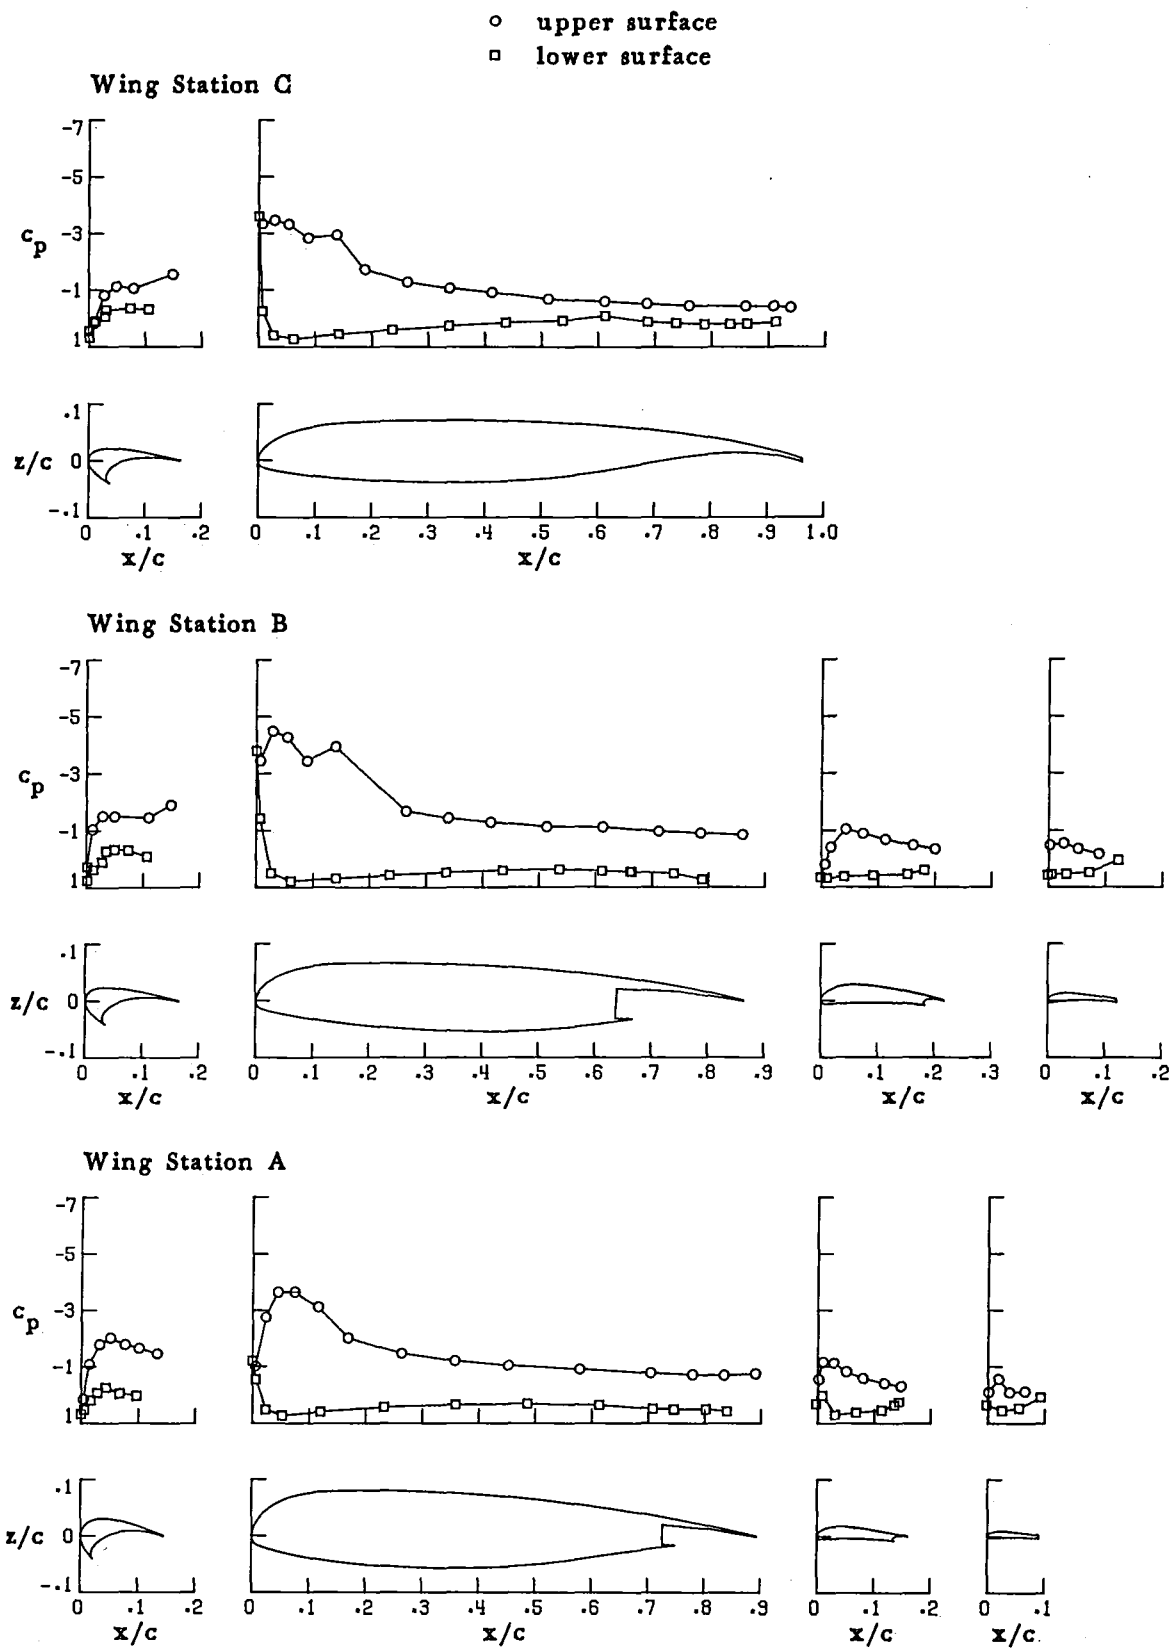 upper surface
lower surface
Wing Station C
-7
-5
-3
-1
1
c_p
.1
0
-.1
z/c
0 .1 .2
x/c
0 .1 .2 .3 .4 .5 .6 .7 .8 .9 1.0
x/c
Wing Station B
-7
-5
-3
-1
1
c_p
.1
0
-.1
z/c
0 .1 .2
x/c
0 .1 .2 .3 .4 .5 .6 .7 .8 .9
x/c
0 .1 .2 .3
x/c
0 .1 .2
x/c
Wing Station A
-7
-5
-3
-1
1
c_p
.1
0
-.1
z/c
0 .1 .2
x/c
0 .1 .2 .3 .4 .5 .6 .7 .8 .9
x/c
0 .1 .2
x/c
0 .1
x/c